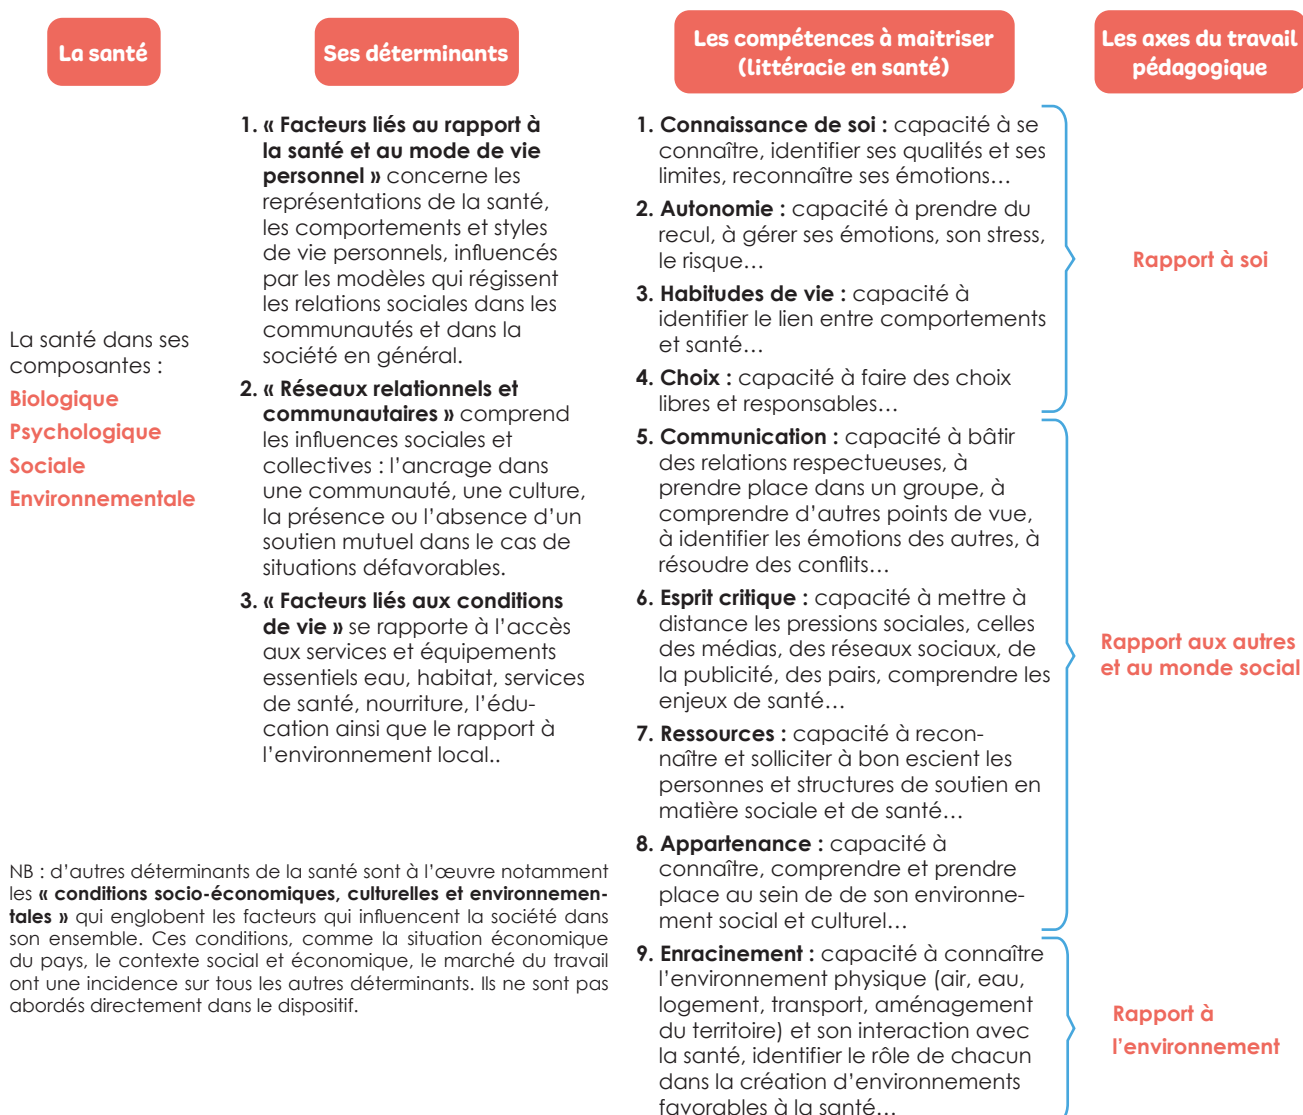 La santé
Ses déterminants
Les compétences à maitriser
(littéracie en santé)
Les axes du travail
pédagogique
La santé dans ses
composantes :
Biologique
Psychologique
Sociale
Environnementale
1. « Facteurs liés au rapport à
la santé et au mode de vie
personnel » concerne les
représentations de la santé,
les comportements et styles
de vie personnels, influencés
par les modèles qui régissent
les relations sociales dans les
communautés et dans la
société en général.
2. « Réseaux relationnels et
communautaires » comprend
les influences sociales et
collectives : l’ancrage dans
une communauté, une culture,
la présence ou l’absence d’un
soutien mutuel dans le cas de
situations défavorables.
3. « Facteurs liés aux conditions
de vie » se rapporte à l’accès
aux services et équipements
essentiels eau, habitat, services
de santé, nourriture, l’édu-
cation ainsi que le rapport à
l’environnement local..
NB : d’autres déterminants de la santé sont à l’œuvre notamment
les « conditions socio-économiques, culturelles et environnemen-
tales » qui englobent les facteurs qui influencent la société dans
son ensemble. Ces conditions, comme la situation économique
du pays, le contexte social et économique, le marché du travail
ont une incidence sur tous les autres déterminants. Ils ne sont pas
abordés directement dans le dispositif.
1. Connaissance de soi : capacité à se
connaître, identifier ses qualités et ses
limites, reconnaître ses émotions…
2. Autonomie : capacité à prendre du
recul, à gérer ses émotions, son stress,
le risque…
3. Habitudes de vie : capacité à
identifier le lien entre comportements
et santé…
4. Choix : capacité à faire des choix
libres et responsables…
5. Communication : capacité à bâtir
des relations respectueuses, à
prendre place dans un groupe, à
comprendre d’autres points de vue,
à identifier les émotions des autres, à
résoudre des conflits…
6. Esprit critique : capacité à mettre à
distance les pressions sociales, celles
des médias, des réseaux sociaux, de
la publicité, des pairs, comprendre les
enjeux de santé…
7. Ressources : capacité à recon-
naître et solliciter à bon escient les
personnes et structures de soutien en
matière sociale et de santé…
8. Appartenance : capacité à
connaître, comprendre et prendre
place au sein de de son environne-
ment social et culturel…
9. Enracinement : capacité à connaître
l’environnement physique (air, eau,
logement, transport, aménagement
du territoire) et son interaction avec
la santé, identifier le rôle de chacun
dans la création d’environnements
favorables à la santé…
Rapport à soi
Rapport aux autres
et au monde social
Rapport à
l’environnement